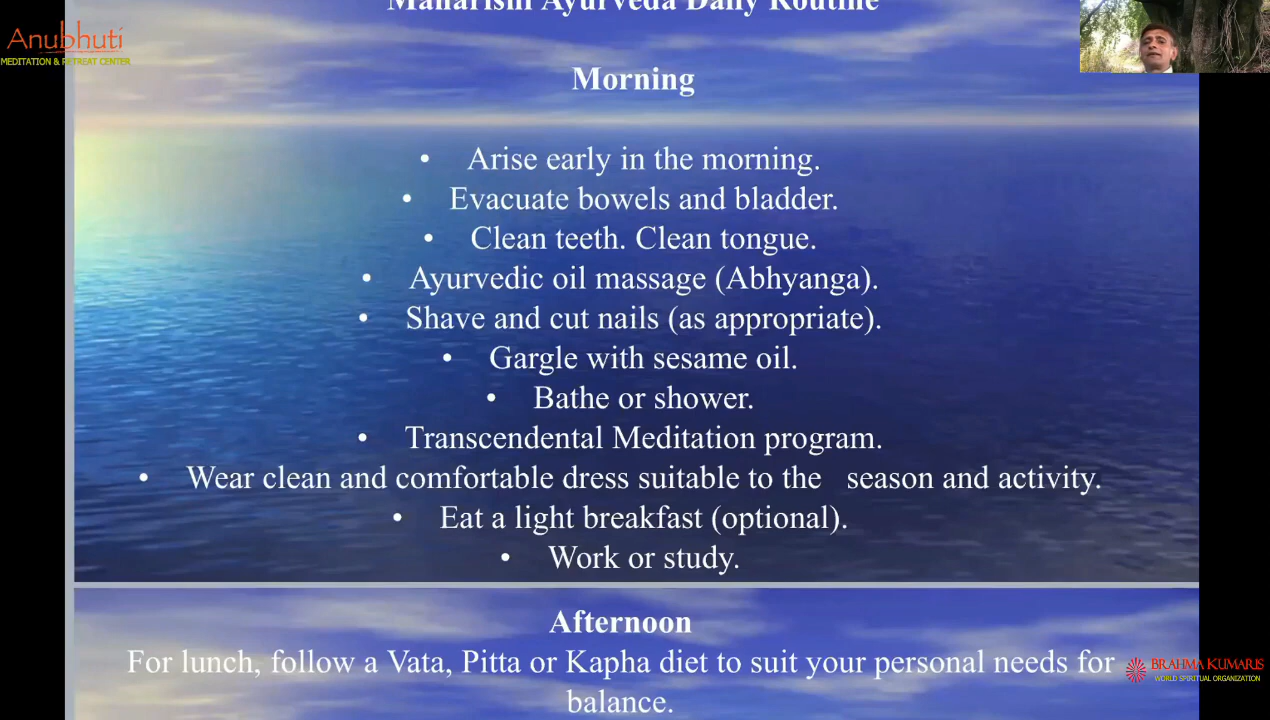 Maharishi Ayurveda Daily Routine
Anubhuti
MEDITATION & RETREAT CENTER
Morning
• Arise early in the morning.
• Evacuate bowels and bladder.
• Clean teeth. Clean tongue.
• Ayurvedic oil massage (Abhyanga).
• Shave and cut nails (as appropriate).
• Gargle with sesame oil.
• Bathe or shower.
• Transcendental Meditation program.
• Wear clean and comfortable dress suitable to the season and activity.
• Eat a light breakfast (optional).
• Work or study.
Afternoon
For lunch, follow a Vata, Pitta or Kapha diet to suit your personal needs for
balance.
BRAHMA KUMARIS
WORLD SPIRITUAL ORGANIZATION